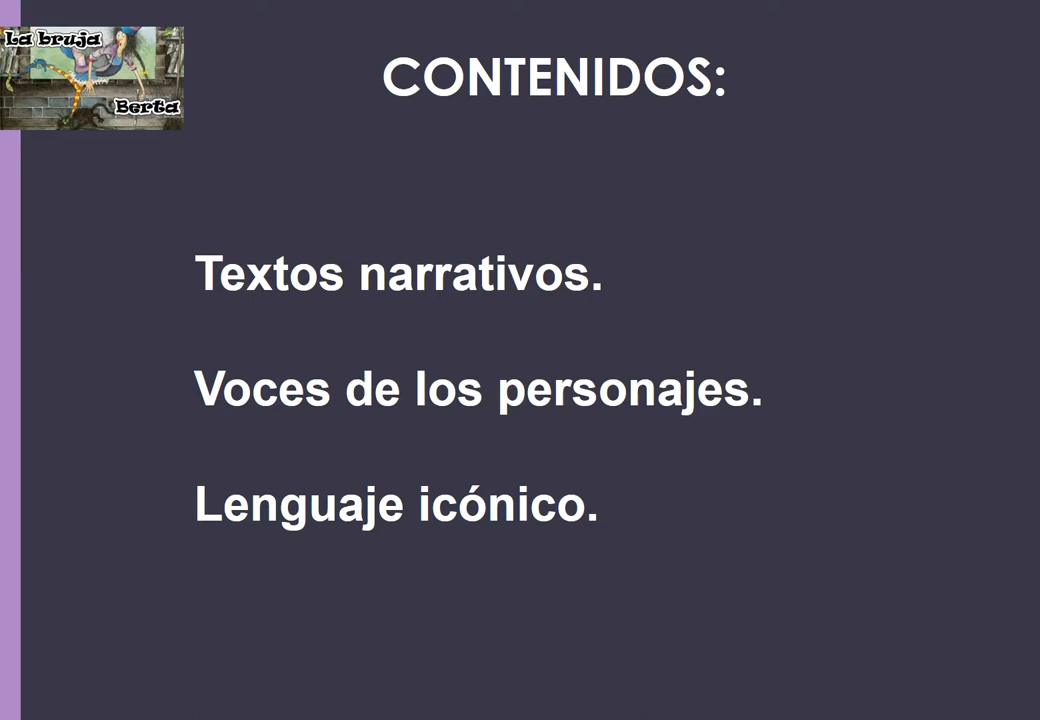 La bruja
Berta
CONTENIDOS:
Textos narrativos.
Voces de los personajes.
Lenguaje icónico.